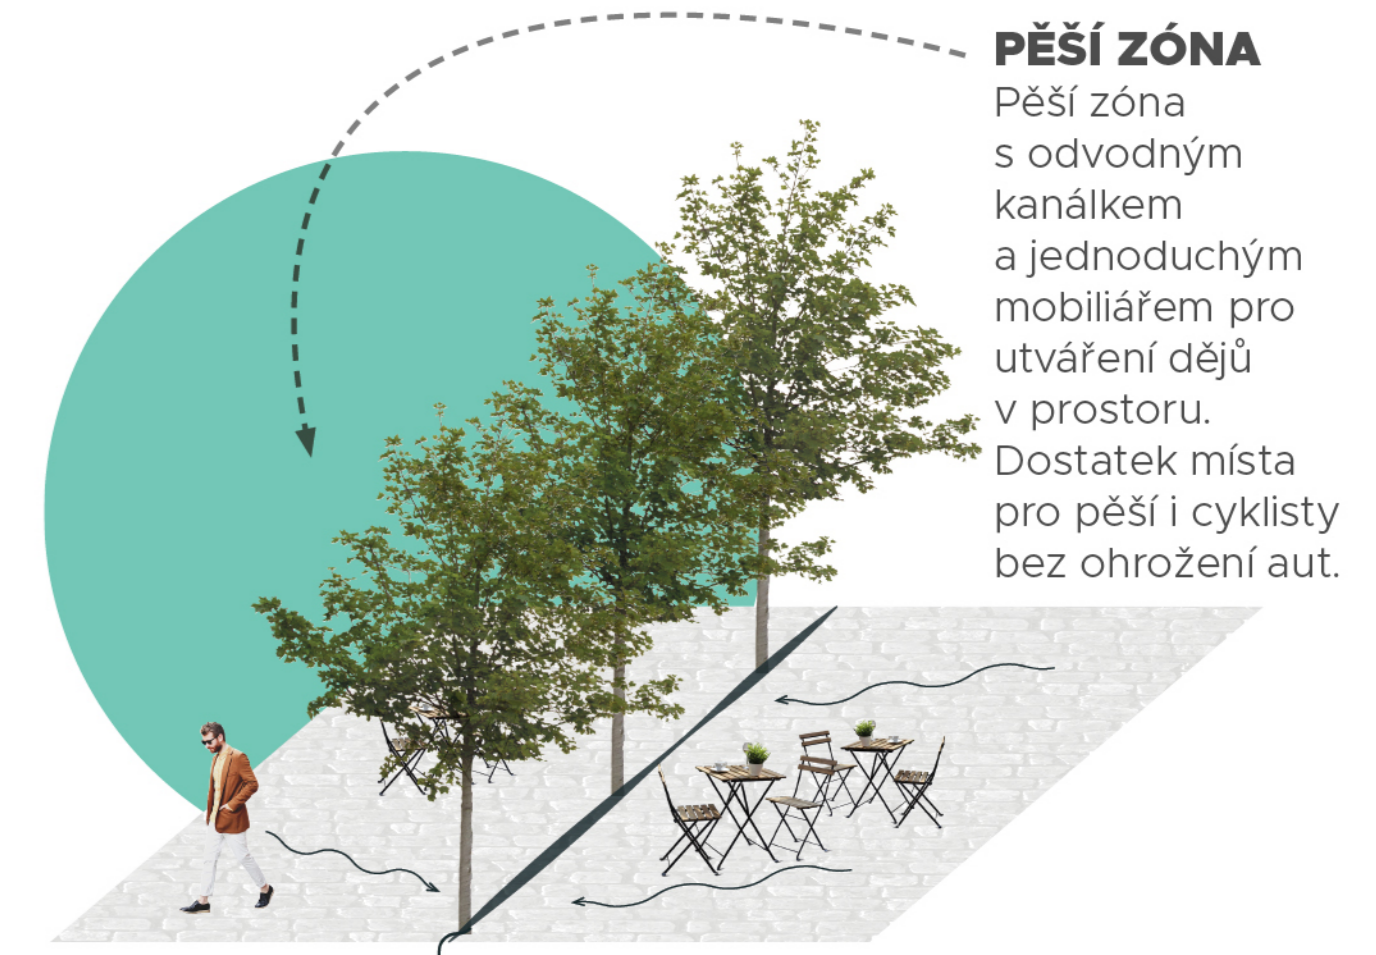 PĚŠÍ ZÓNA
Pěší zóna
s odvodným
kanálkem
a jednoduchým
mobiliářem pro
utváření dějů
v prostoru.
Dostatek místa
pro pěší i cyklisty
bez ohrožení aut.